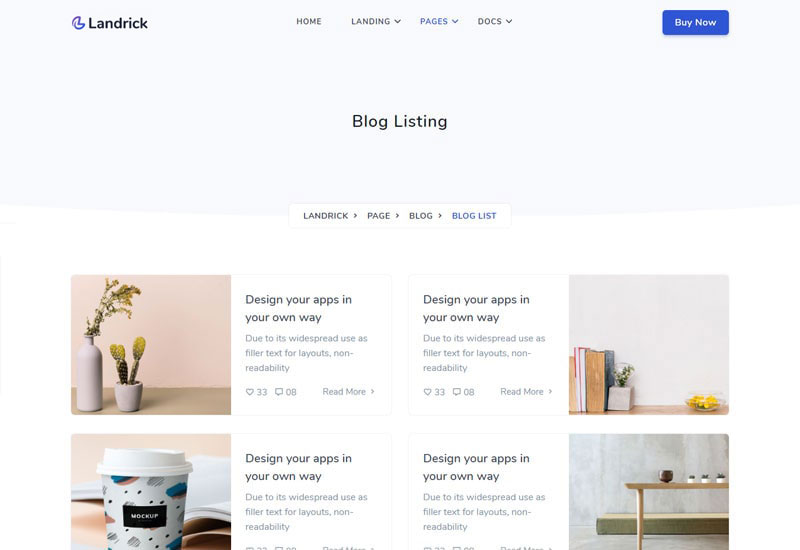 Landrick
HOME LANDING PAGES DOCS
Buy Now
Blog Listing
LANDRICK > PAGE > BLOG > BLOG LIST
Design your apps in
your own way
Due to its widespread use as
filler text for layouts, non-
readability
33 08 Read More >
Design your apps in
your own way
Due to its widespread use as
filler text for layouts, non-
readability
33 08 Read More >
MOCKUP
Design your apps in
your own way
Due to its widespread use as
filler text for layouts, non-
readability
33 08 Read More >
Design your apps in
your own way
Due to its widespread use as
filler text for layouts, non-
readability
33 08 Read More >